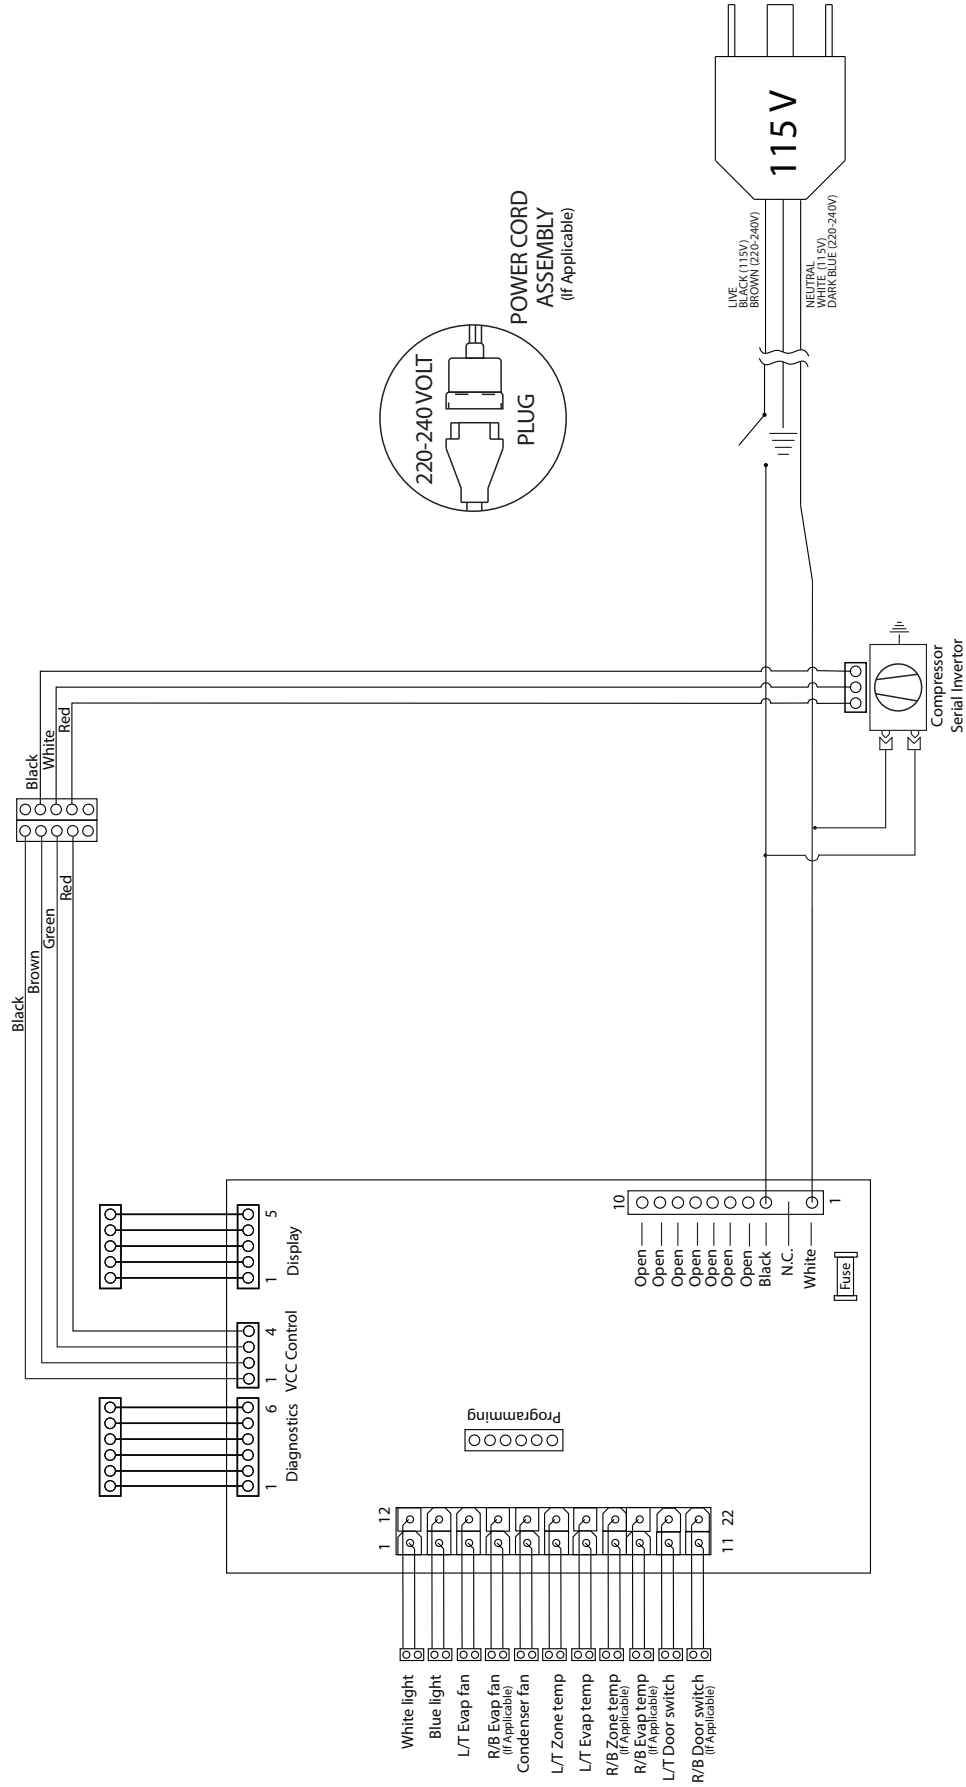 115 V
LIVE
BLACK (115V)
BROWN (220-240V)
NEUTRAL
WHITE (115V)
DARK BLUE (220-240V)
POWER CORD
ASSEMBLY
(If Applicable)
220-240 VOLT
PLUG
Compressor
Serial Invertor
Black
White
Red
Black
Brown
Green
Red
5
1
Display
4
1
VCC Control
6
1
Diagnostics
Programming
10
1
Open
Open
Open
Open
Open
Open
Open
Black
N.C.
White
Fuse
12
1
22
11
White light
Blue light
L/T Evap fan
R/B Evap fan
(If Applicable)
Condenser fan
L/T Zone temp
L/T Evap temp
R/B Zone temp
(If Applicable)
R/B Evap temp
(If Applicable)
L/T Door switch
R/B Door switch
(If Applicable)